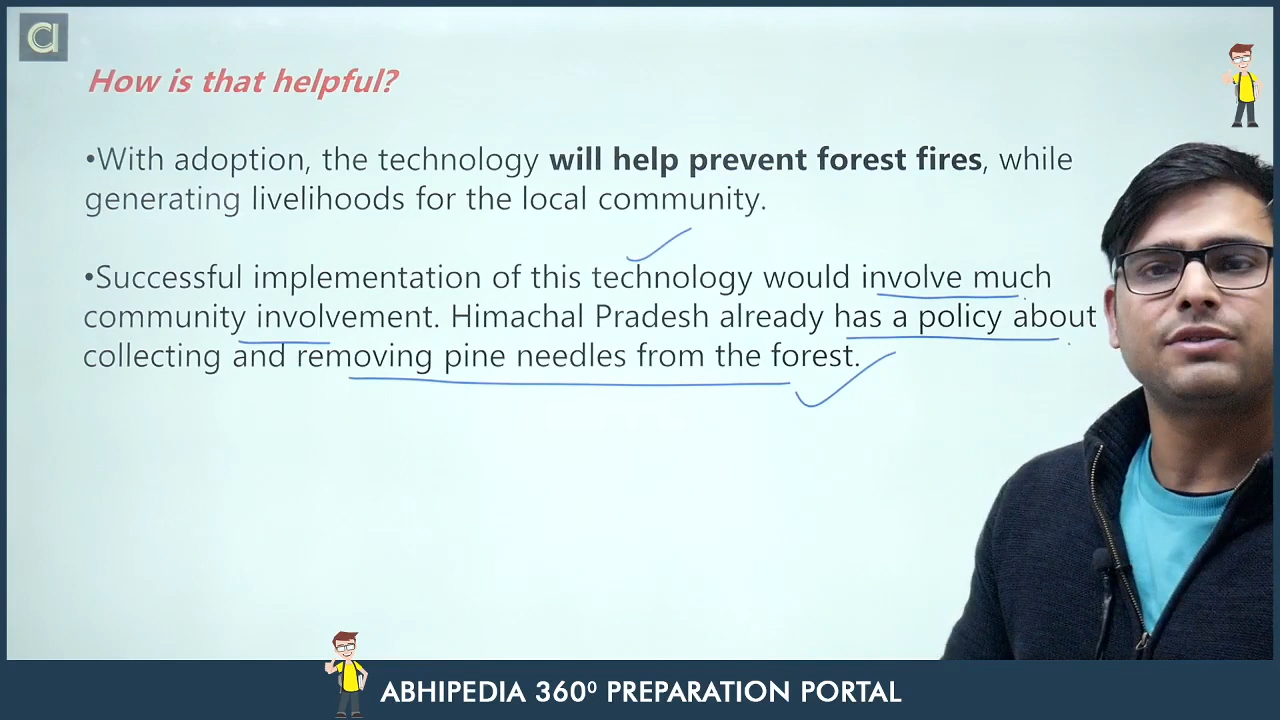 How is that helpful?
•With adoption, the technology will help prevent forest fires, while
generating livelihoods for the local community.
•Successful implementation of this technology would involve much
community involvement. Himachal Pradesh already has a policy about
collecting and removing pine needles from the forest.
ABHIPEDIA 360⁰ PREPARATION PORTAL